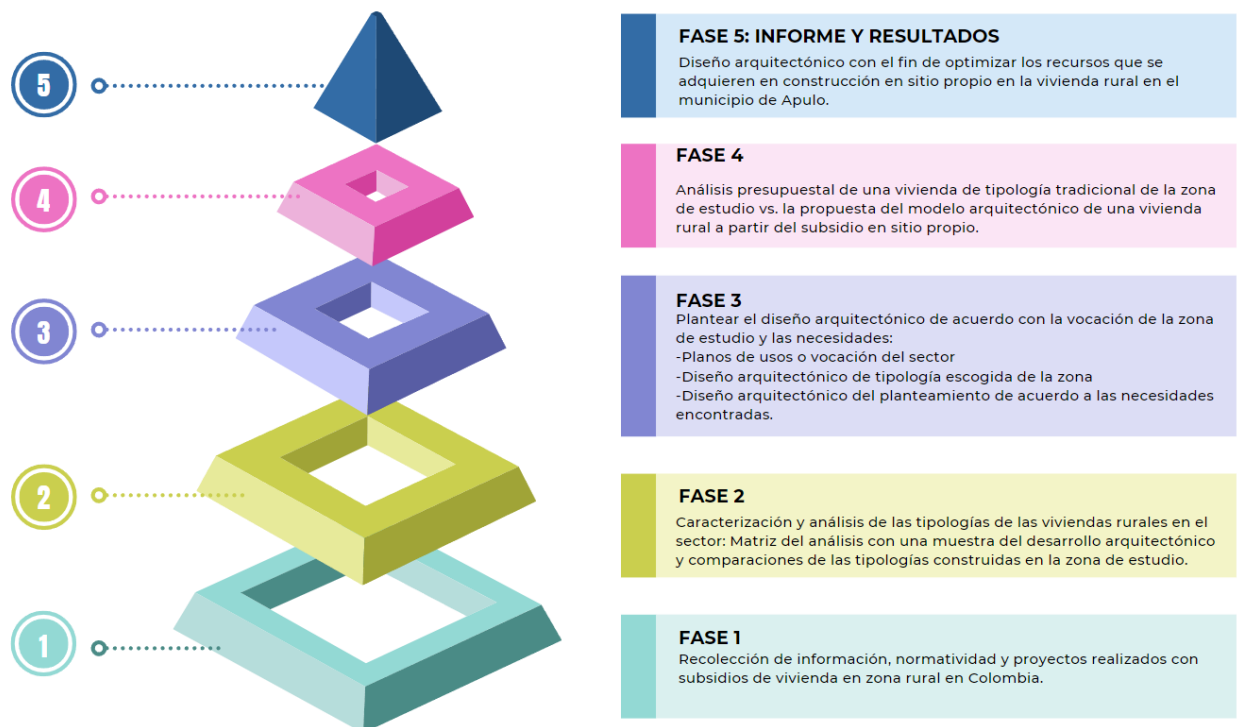 5
FASE 5: INFORME Y RESULTADOS
Diseño arquitectónico con el fin de optimizar los recursos que se
adquieren en construcción en sitio propio en la vivienda rural en el
municipio de Apulo.
4
FASE 4
Análisis presupuestal de una vivienda de tipología tradicional de la zona
de estudio vs. la propuesta del modelo arquitectónico de una vivienda
rural a partir del subsidio en sitio propio.
3
FASE 3
Plantear el diseño arquitectónico de acuerdo con la vocación de la zona
de estudio y las necesidades:
-Planos de usos o vocación del sector
-Diseño arquitectónico de tipología escogida de la zona
-Diseño arquitectónico del planteamiento de acuerdo a las necesidades
encontradas.
2
FASE 2
Caracterización y análisis de las tipologías de las viviendas rurales en el
sector: Matriz del análisis con una muestra del desarrollo arquitectónico
y comparaciones de las tipologías construidas en la zona de estudio.
1
FASE 1
Recolección de información, normatividad y proyectos realizados con
subsidios de vivienda en zona rural en Colombia.